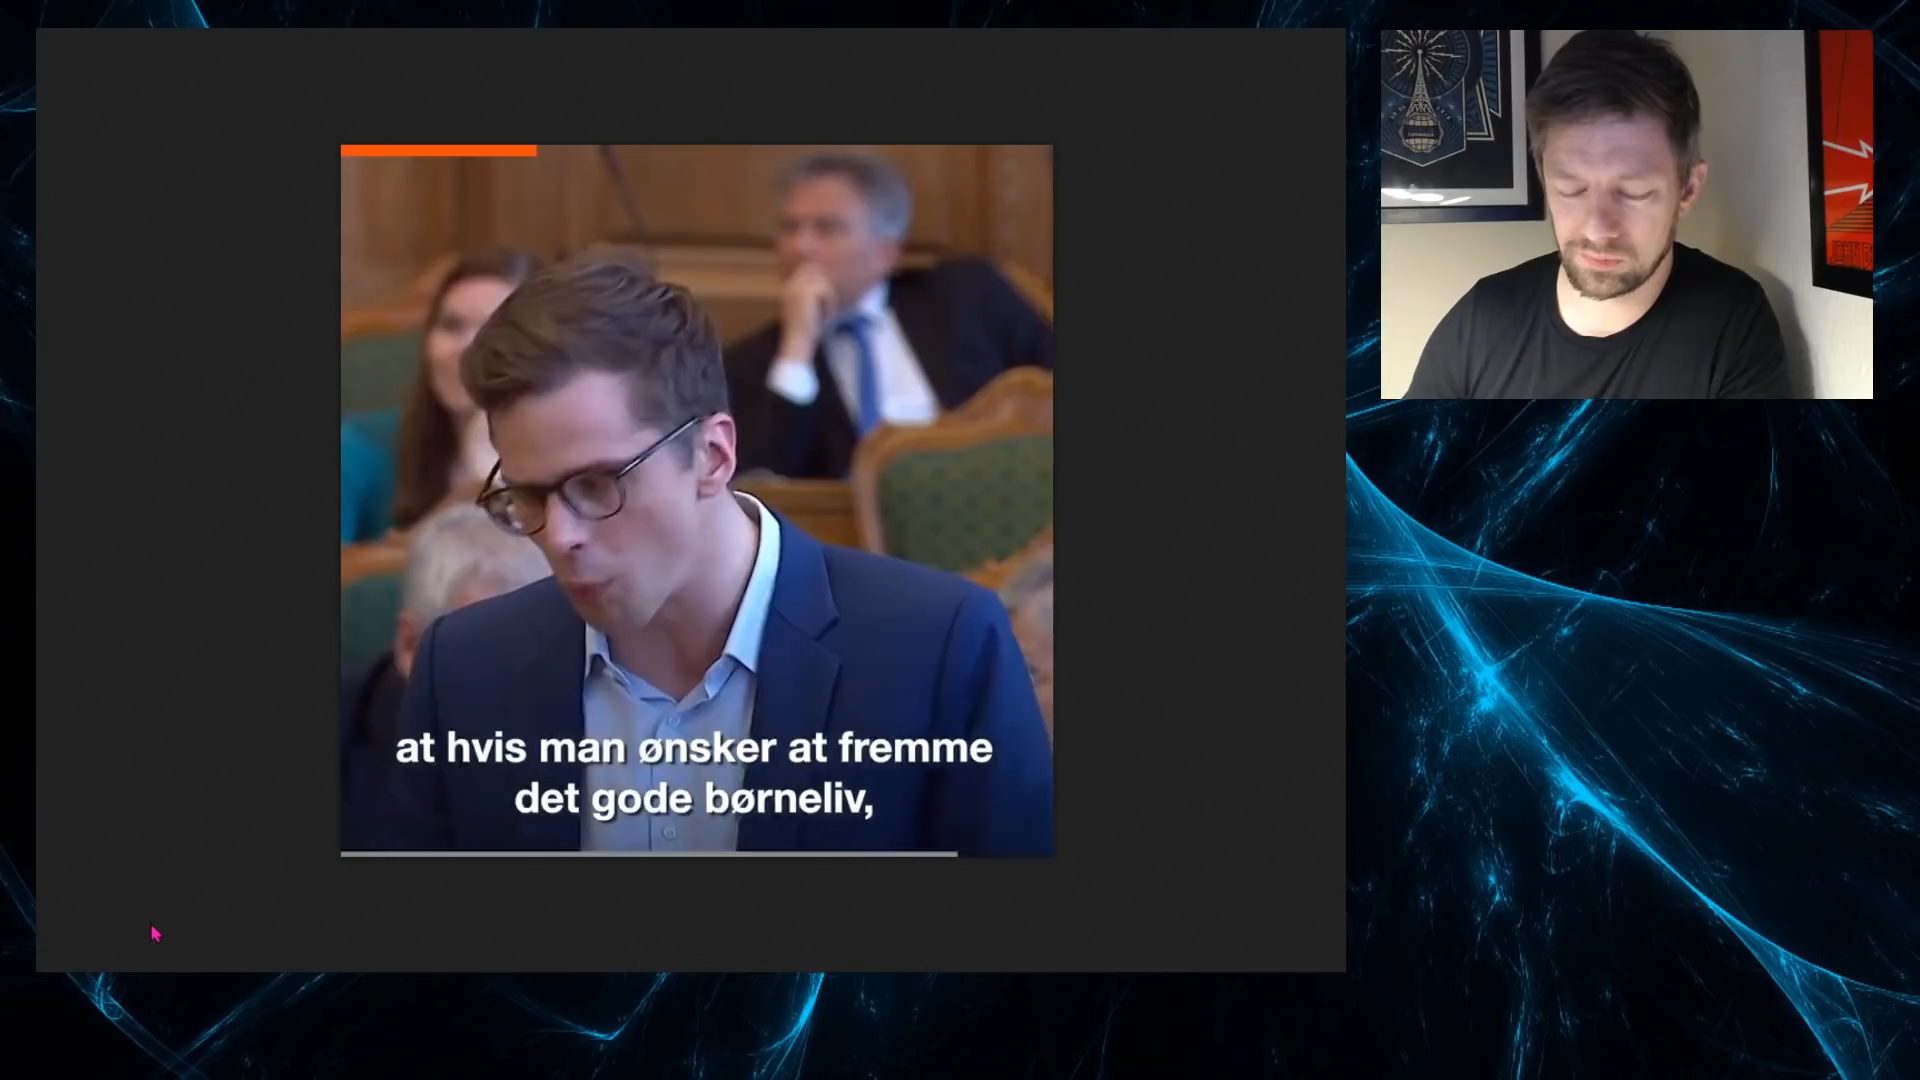 at hvis man ønsker at fremme
det gode børneliv,